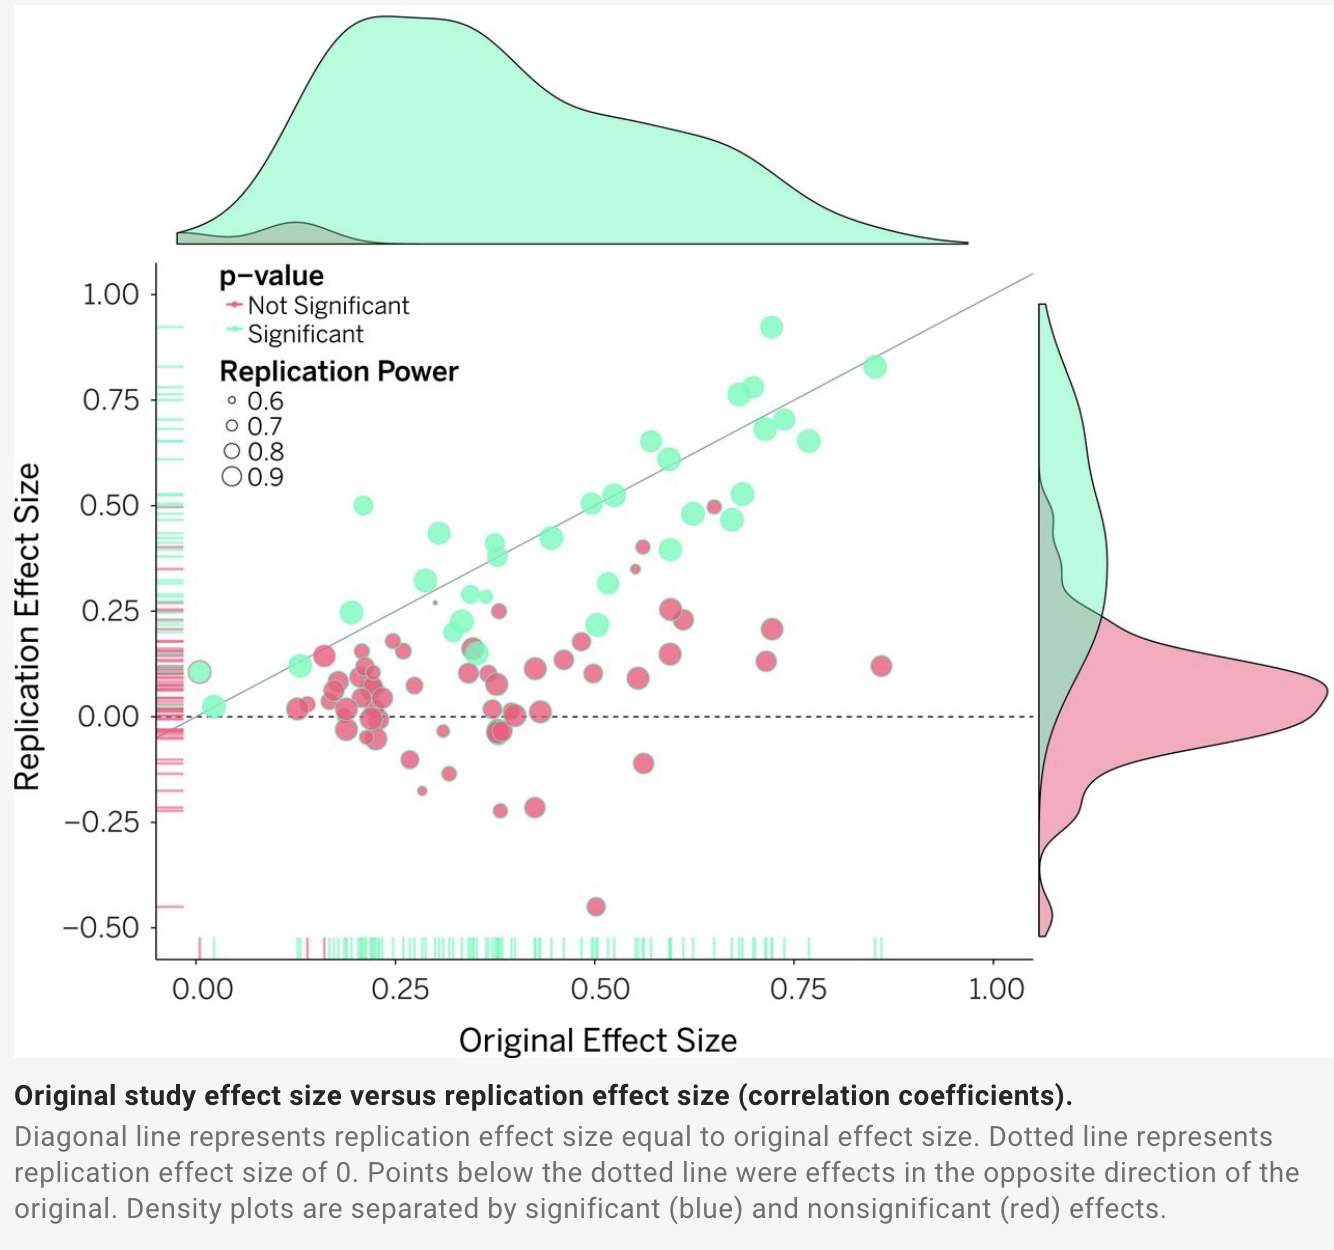 p−value
Not Significant
Significant
Replication Power
0.6
0.7
0.8
0.9
1.00
0.75
0.50
0.25
0.00
−0.25
−0.50
Replication Effect Size
0.00 0.25 0.50 0.75 1.00
Original Effect Size
Original study effect size versus replication effect size (correlation coefficients).
Diagonal line represents replication effect size equal to original effect size. Dotted line represents
replication effect size of 0. Points below the dotted line were effects in the opposite direction of the
original. Density plots are separated by significant (blue) and nonsignificant (red) effects.